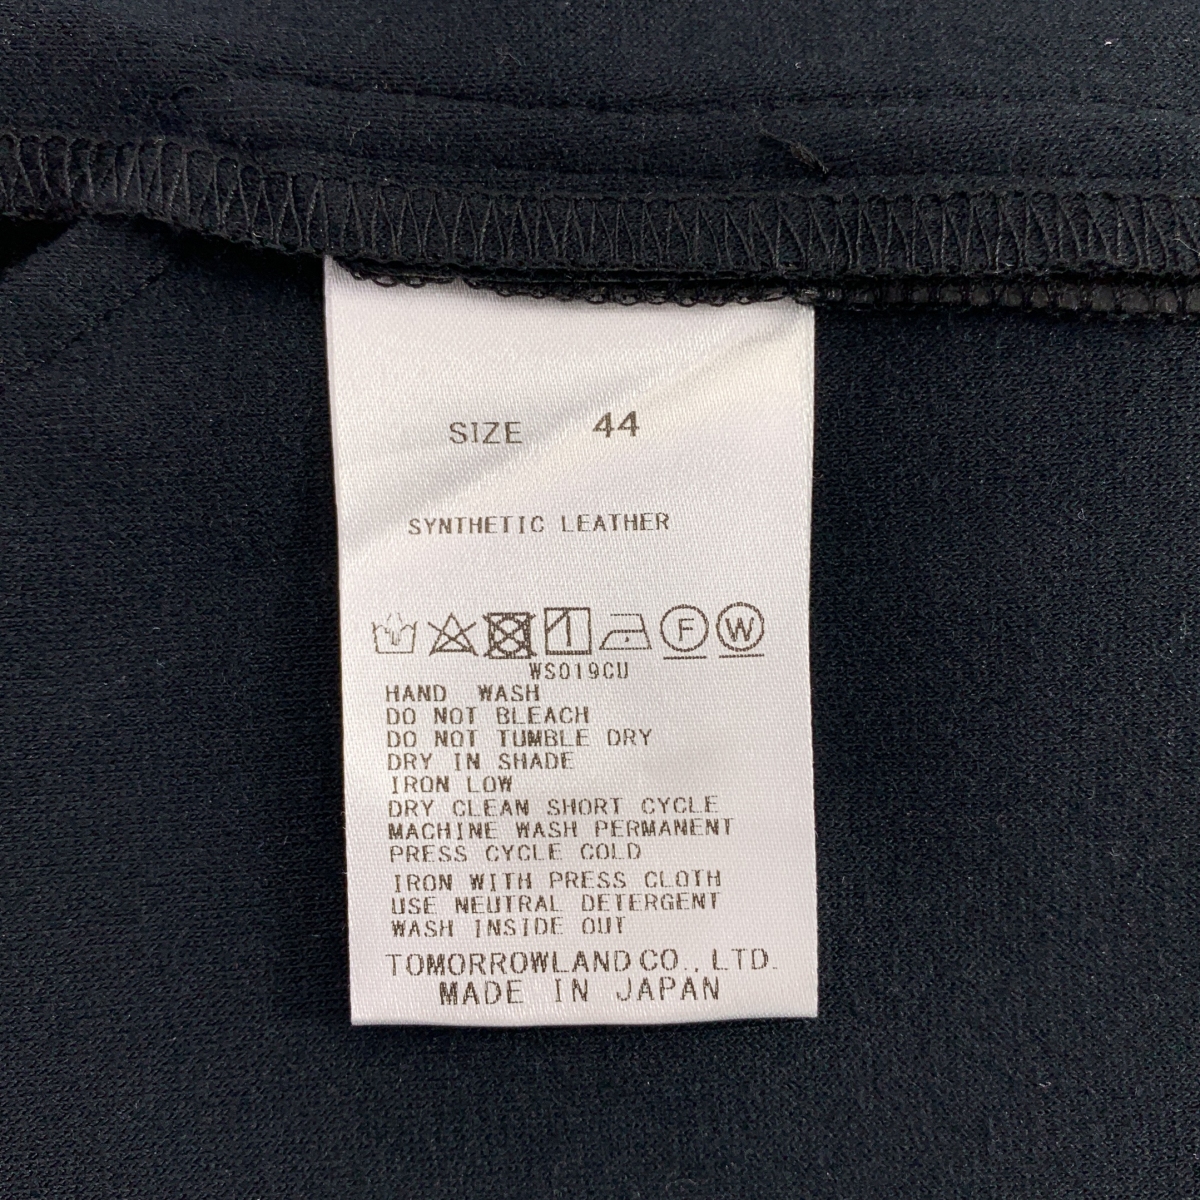 SIZE 44
SYNTHETIC LEATHER
F W
WS019CU
HAND WASH
DO NOT BLEACH
DO NOT TUMBLE DRY
DRY IN SHADE
IRON LOW
DRY CLEAN SHORT CYCLE
MACHINE WASH PERMANENT
PRESS CYCLE COLD
IRON WITH PRESS CLOTH
USE NEUTRAL DETERGENT
WASH INSIDE OUT
TOMORROWLAND CO., LTD.
MADE IN JAPAN